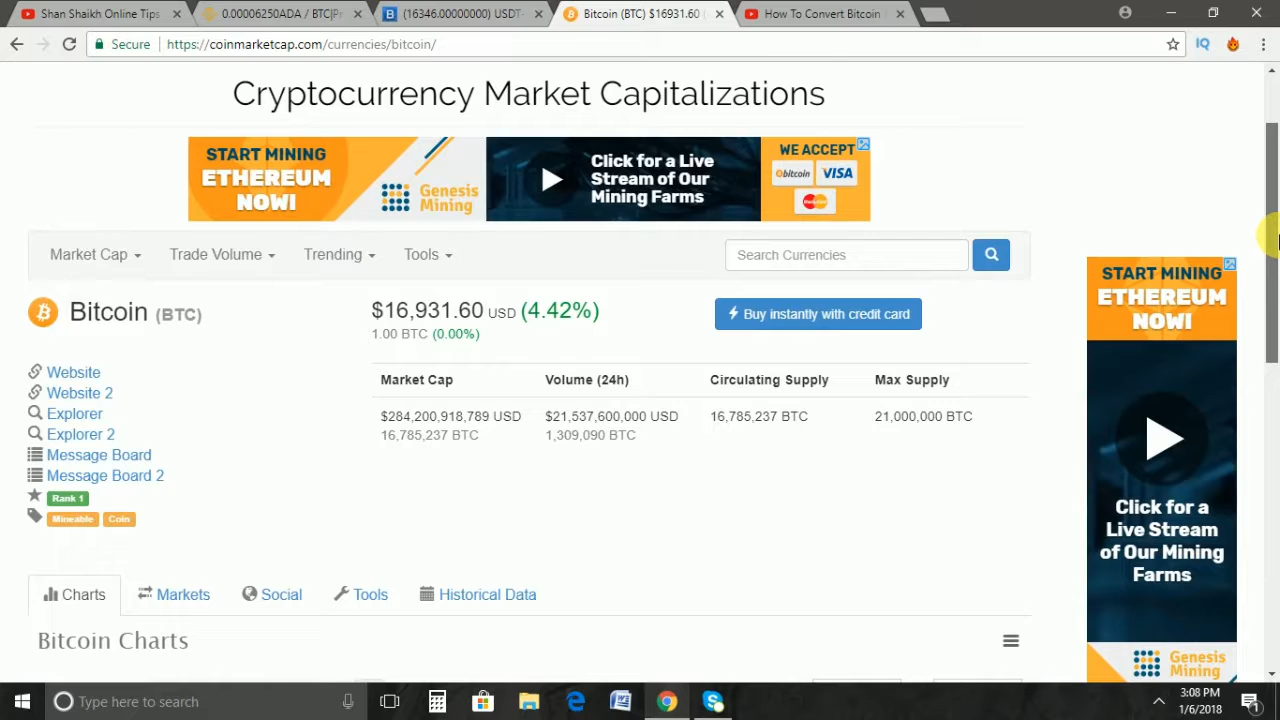 Shan Shaikh Online Tips
0.00006250ADA / BTC|P
(16346.00000000) USDT-
Bitcoin (BTC) $16931.60
How To Convert Bitcoin
Secure
https://coinmarketcap.com/currencies/bitcoin/
IQ
Cryptocurrency Market Capitalizations
START MINING
ETHEREUM
NOW!
Genesis
Mining
Click for a Live
Stream of Our
Mining Farms
WE ACCEPT
bitcoin
VISA
Market Cap
Trade Volume
Trending
Tools
Search Currencies
Bitcoin (BTC)
$16,931.60 USD (4.42%)
1.00 BTC (0.00%)
Buy instantly with credit card
Website
Website 2
Explorer
Explorer 2
Message Board
Message Board 2
Rank 1
Mineable Coin
Market Cap Volume (24h) Circulating Supply Max Supply
$284,200,918,789 USD $21,537,600,000 USD 16,785,237 BTC 21,000,000 BTC
16,785,237 BTC 1,309,090 BTC
START MINING
ETHEREUM
NOW!
Click for a
Live Stream
of Our Mining
Farms
Genesis
Mining
Charts
Markets
Social
Tools
Historical Data
Bitcoin Charts
Type here to search
3:08 PM
1/6/2018
1